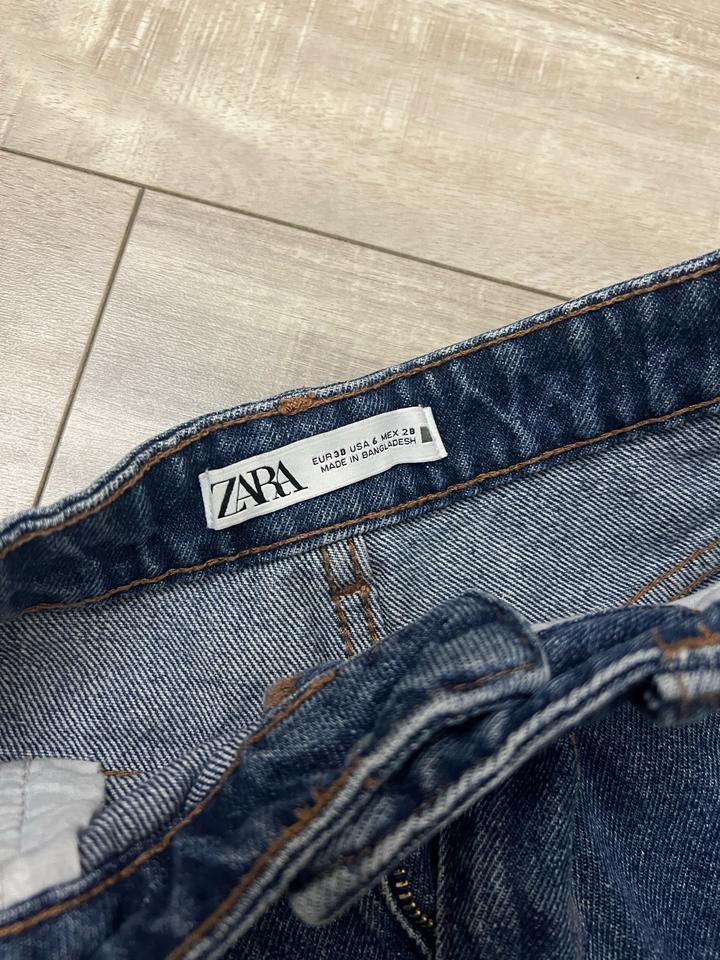 ZARA
EUR 38 USA 6 MEX 28
MADE IN BANGLADESH